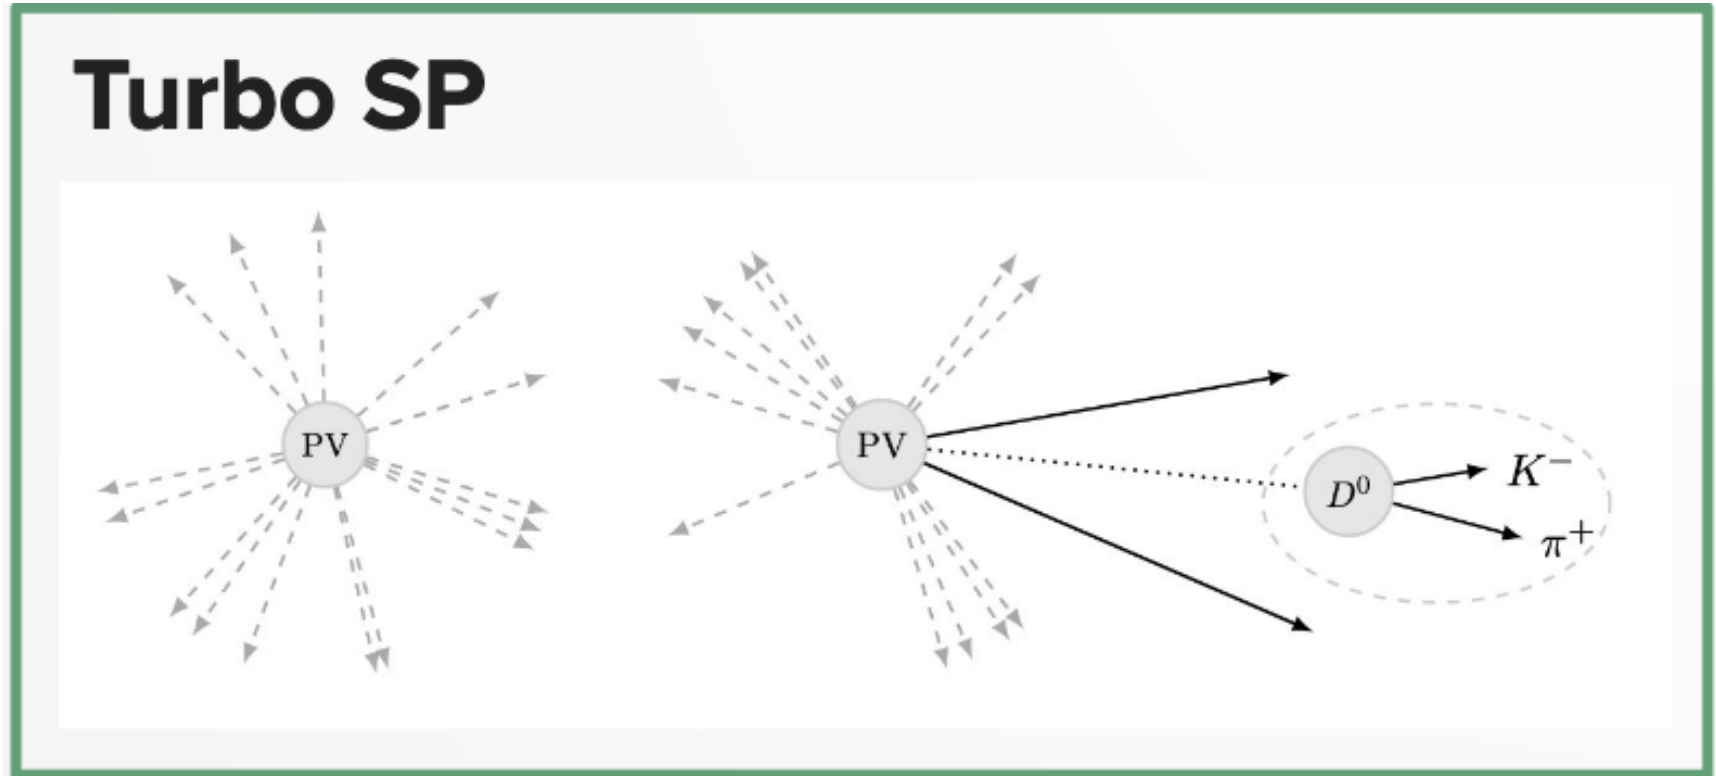 Turbo SP
PV
PV
D⁰
K⁻
π⁺